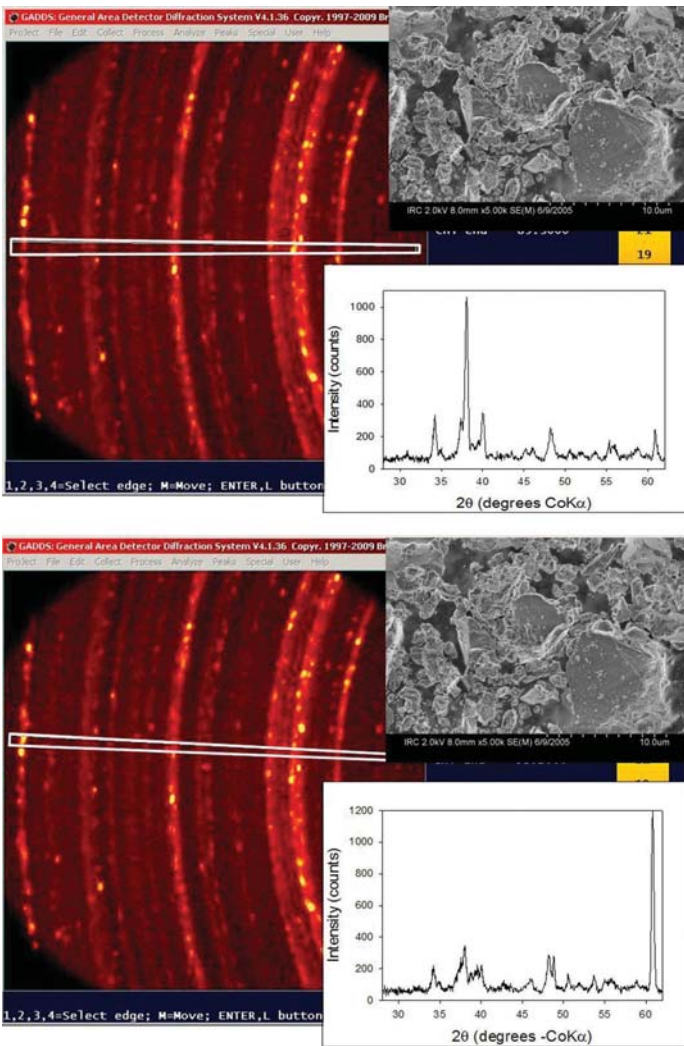 GADDS: General Area Detector Diffraction System V4.1.36 Copyr. 1997-2009 Br
Project File Edit Collect Process Analyze Peaks Special User Help
IRC 2.0kV 8.0mm x5.00k SE(M) 6/9/2005 10.0um
19
1,2,3,4=Select edge; M=Move; ENTER,L button
Intensity (counts)
1000
800
600
400
200
0
30 35 40 45 50 55 60
2θ (degrees CoKα)
GADDS: General Area Detector Diffraction System V4.1.36 Copyr. 1997-2009 Br
Project File Edit Collect Process Analyze Peaks Special User Help
IRC 2.0kV 8.0mm x5.00k SE(M) 6/9/2005 10.0um
1,2,3,4=Select edge; M=Move; ENTER,L button
Intensity (counts)
1200
1000
800
600
400
200
0
30 35 40 45 50 55 60
2θ (degrees -CoKα)